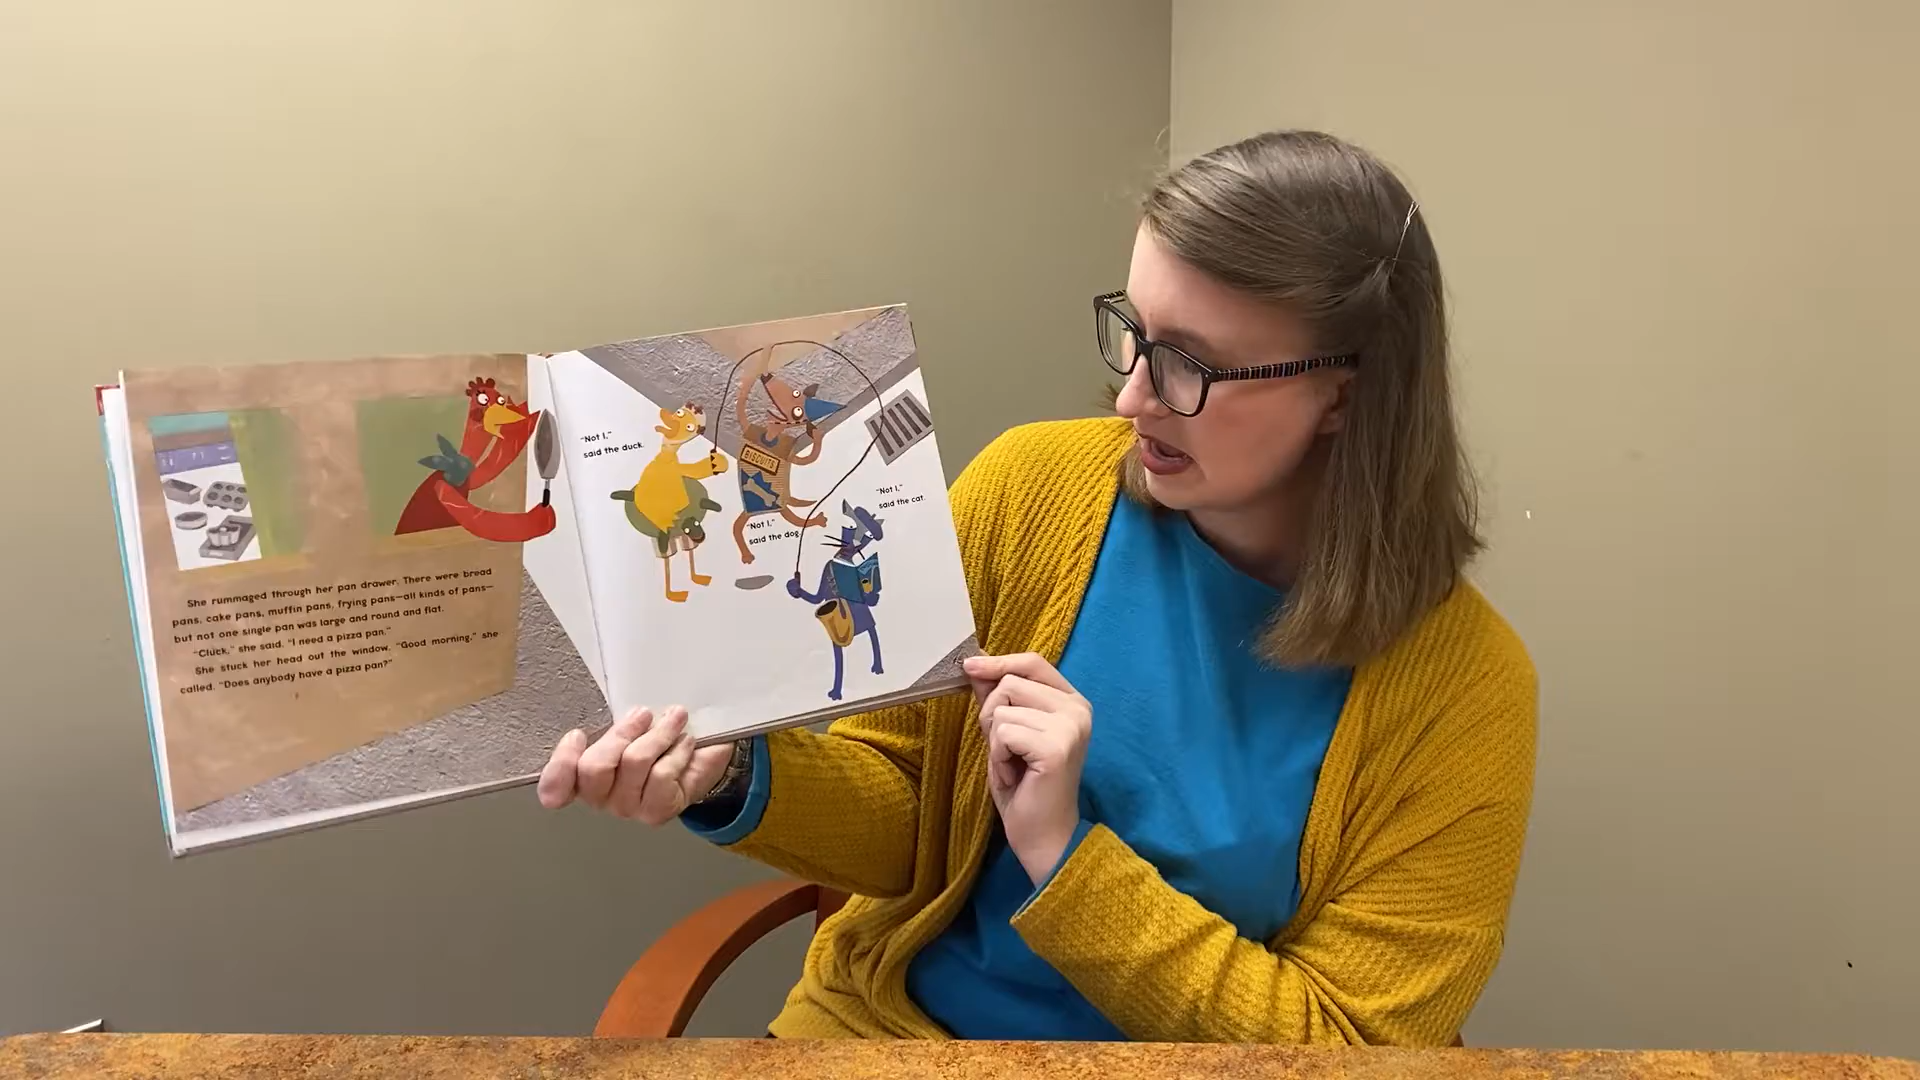 She rummaged through her pan drawer. There were bread
pans, cake pans, muffin pans, frying pans—all kinds of pans—
but not one single pan was large and round and flat.
"Cluck," she said. "I need a pizza pan."
She stuck her head out the window. "Good morning," she
called. "Does anybody have a pizza pan?"
"Not I,"
said the duck.
BISCUITS
"Not I,"
said the dog.
"Not I,"
said the cat.